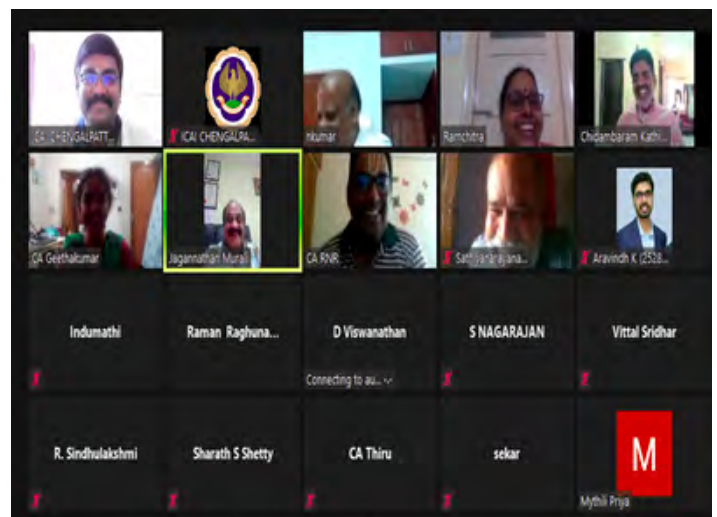 CA CHENGALPATT...
ICAI CHENGALPA...
nkumar
Ramchitra
Chidambaram Kathi...
CA Geethakumar
Jagannathan Murali
CA RNR
Sathyanarayana...
Aravindh K (2528...
Indumathi
Raman Raghuna...
D Viswanathan
S NAGARAJAN
Vittal Sridhar
Connecting to au...
R. Sindhulakshmi
Sharath S Shetty
CA Thiru
sekar
M
Mythili Priya